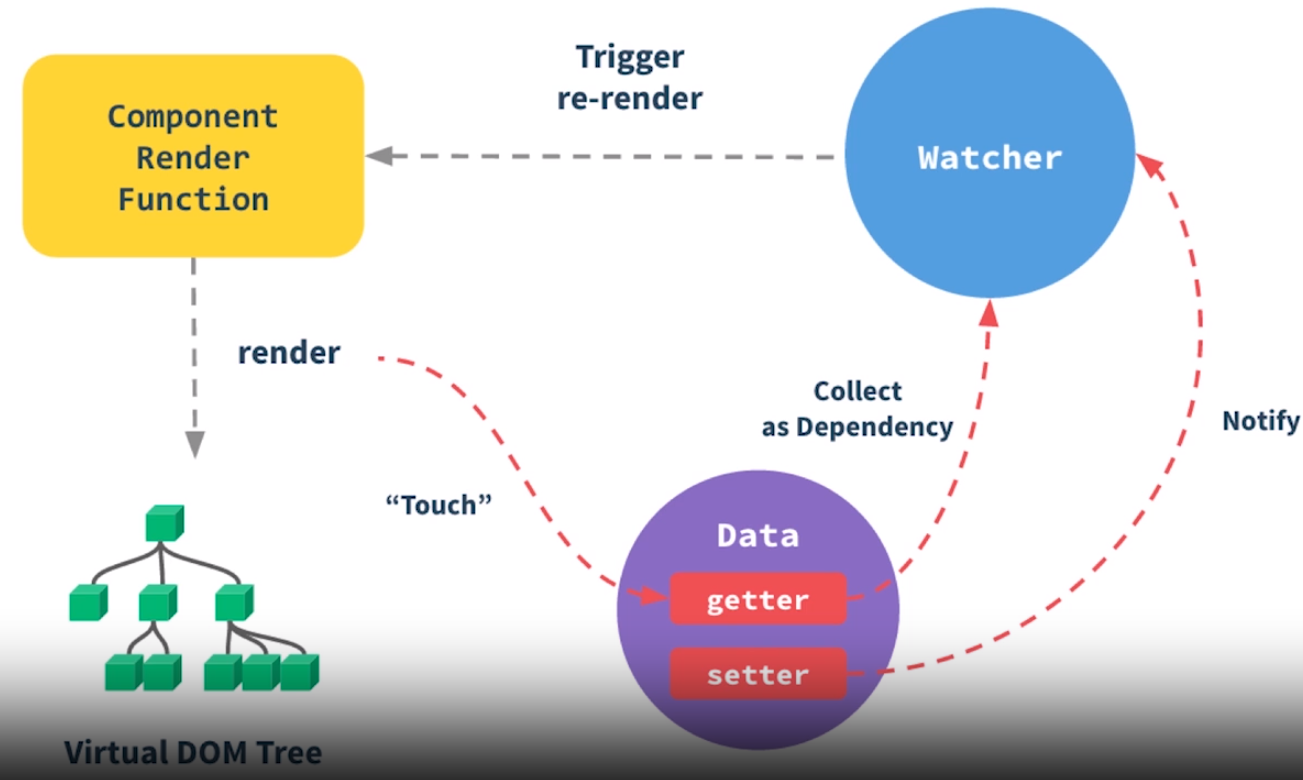 Trigger
re-render
Component
Render
Function
Watcher
render
Collect
as Dependency
Notify
“Touch”
Data
getter
setter
Virtual DOM Tree